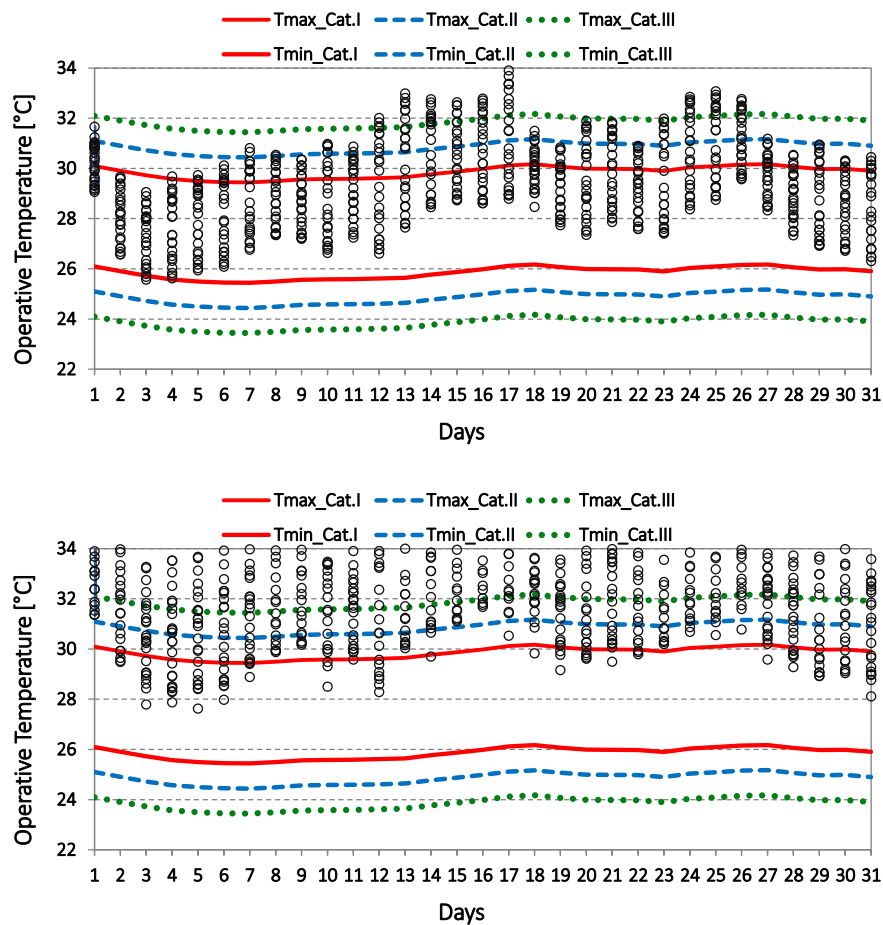 Tmax_Cat.I Tmax_Cat.II Tmax_Cat.III
Tmin_Cat.I Tmin_Cat.II Tmin_Cat.III
34
32
30
28
26
24
22
Operative Temperature [°C]
1 2 3 4 5 6 7 8 9 10 11 12 13 14 15 16 17 18 19 20 21 22 23 24 25 26 27 28 29 30 31
Days
Tmax_Cat.I Tmax_Cat.II Tmax_Cat.III
Tmin_Cat.I Tmin_Cat.II Tmin_Cat.III
34
32
30
28
26
24
22
Operative Temperature [°C]
1 2 3 4 5 6 7 8 9 10 11 12 13 14 15 16 17 18 19 20 21 22 23 24 25 26 27 28 29 30 31
Days